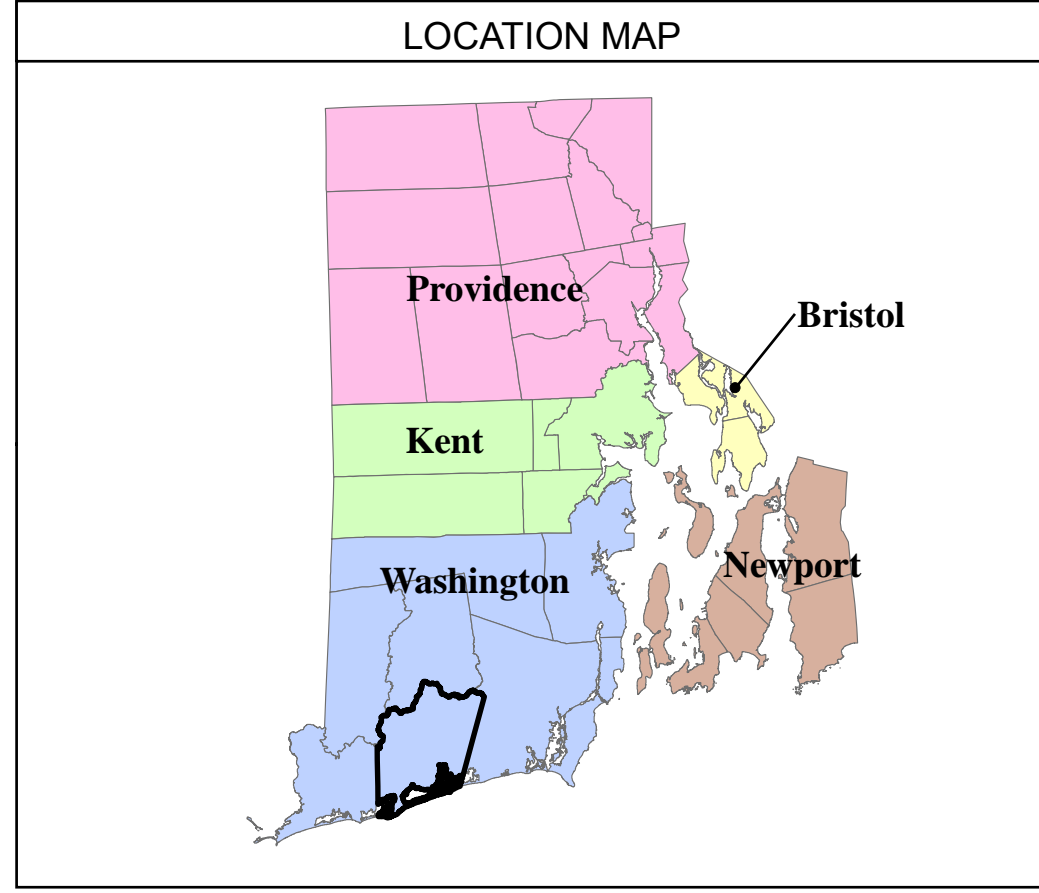 LOCATION MAP
Providence
Bristol
Kent
Newport
Washington